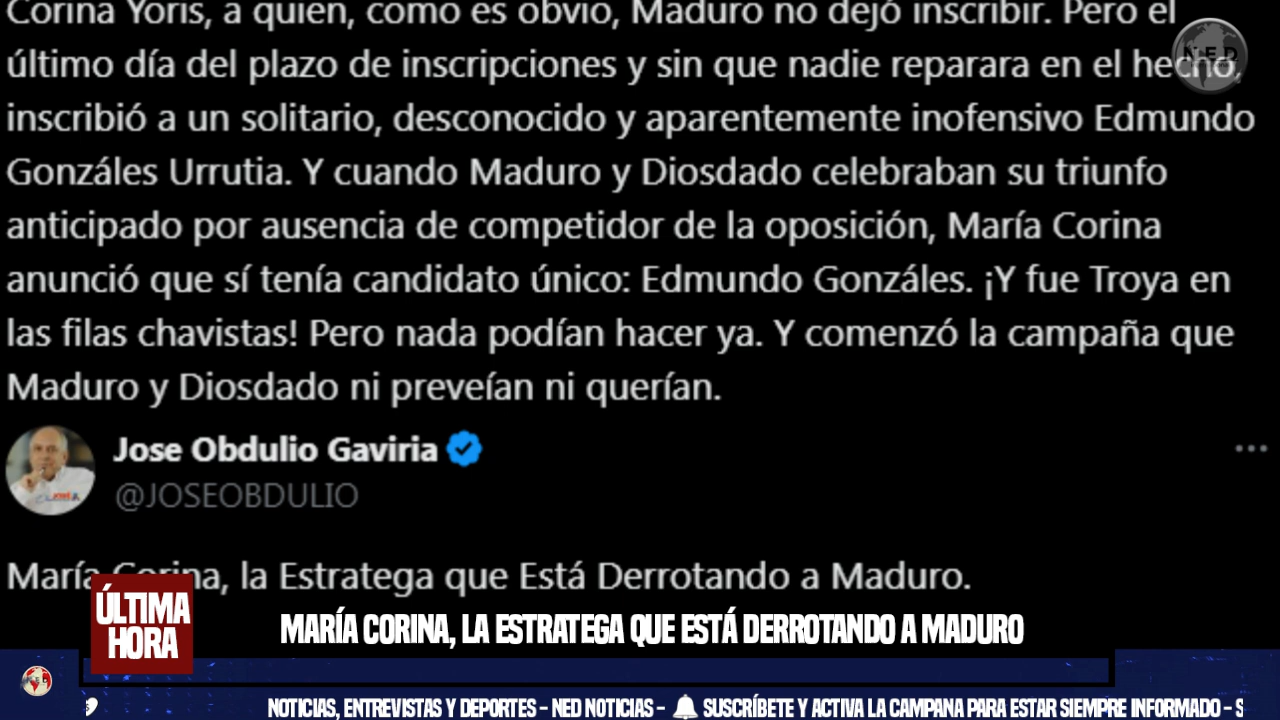 Corina Yoris, a quien, como es obvio, Maduro no dejó inscribir. Pero el
último día del plazo de inscripciones y sin que nadie reparara en el hecho,
inscribió a un solitario, desconocido y aparentemente inofensivo Edmundo
Gonzáles Urrutia. Y cuando Maduro y Diosdado celebraban su triunfo
anticipado por ausencia de competidor de la oposición, María Corina
anunció que sí tenía candidato único: Edmundo Gonzáles. ¡Y fue Troya en
las filas chavistas! Pero nada podían hacer ya. Y comenzó la campaña que
Maduro y Diosdado ni preveían ni querían.
NED
Jose Obdulio Gaviria
@JOSEOBDULIO
María Corina, la Estratega que Está Derrotando a Maduro.
ÚLTIMA
HORA
MARÍA CORINA, LA ESTRATEGA QUE ESTÁ DERROTANDO A MADURO
NOTICIAS, ENTREVISTAS Y DEPORTES - NED NOTICIAS - SUSCRÍBETE Y ACTIVA LA CAMPANA PARA ESTAR SIEMPRE INFORMADO - S